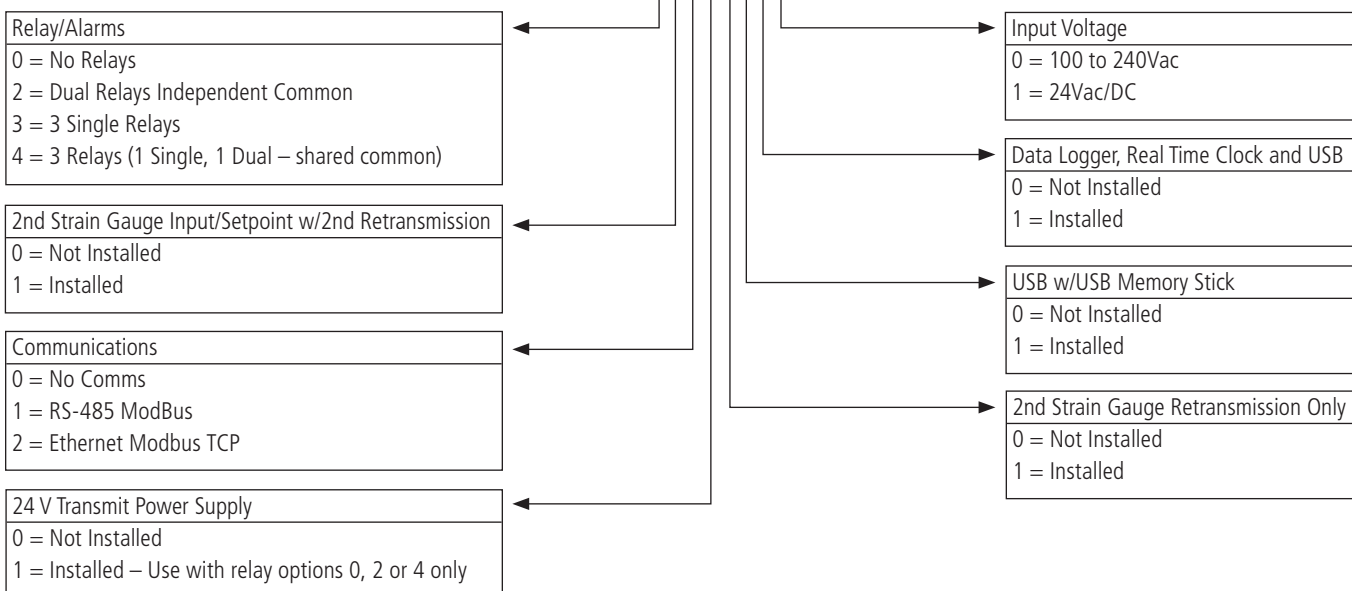 Relay/Alarms
0 = No Relays
2 = Dual Relays Independent Common
3 = 3 Single Relays
4 = 3 Relays (1 Single, 1 Dual – shared common)
2nd Strain Gauge Input/Setpoint w/2nd Retransmission
0 = Not Installed
1 = Installed
Communications
0 = No Comms
1 = RS-485 ModBus
2 = Ethernet Modbus TCP
24 V Transmit Power Supply
0 = Not Installed
1 = Installed – Use with relay options 0, 2 or 4 only
Input Voltage
0 = 100 to 240Vac
1 = 24Vac/DC
Data Logger, Real Time Clock and USB
0 = Not Installed
1 = Installed
USB w/USB Memory Stick
0 = Not Installed
1 = Installed
2nd Strain Gauge Retransmission Only
0 = Not Installed
1 = Installed